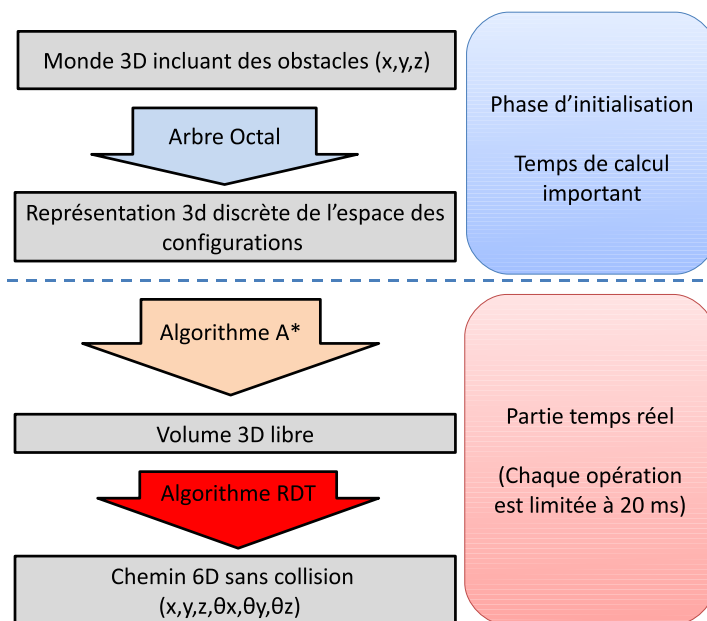 Monde 3D incluant des obstacles (x,y,z)
Arbre Octal
Représentation 3d discrète de l'espace des
configurations
Phase d'initialisation
Temps de calcul
important
Algorithme A*
Volume 3D libre
Algorithme RDT
Chemin 6D sans collision
(x,y,z,θx,θy,θz)
Partie temps réel
(Chaque opération
est limitée à 20 ms)